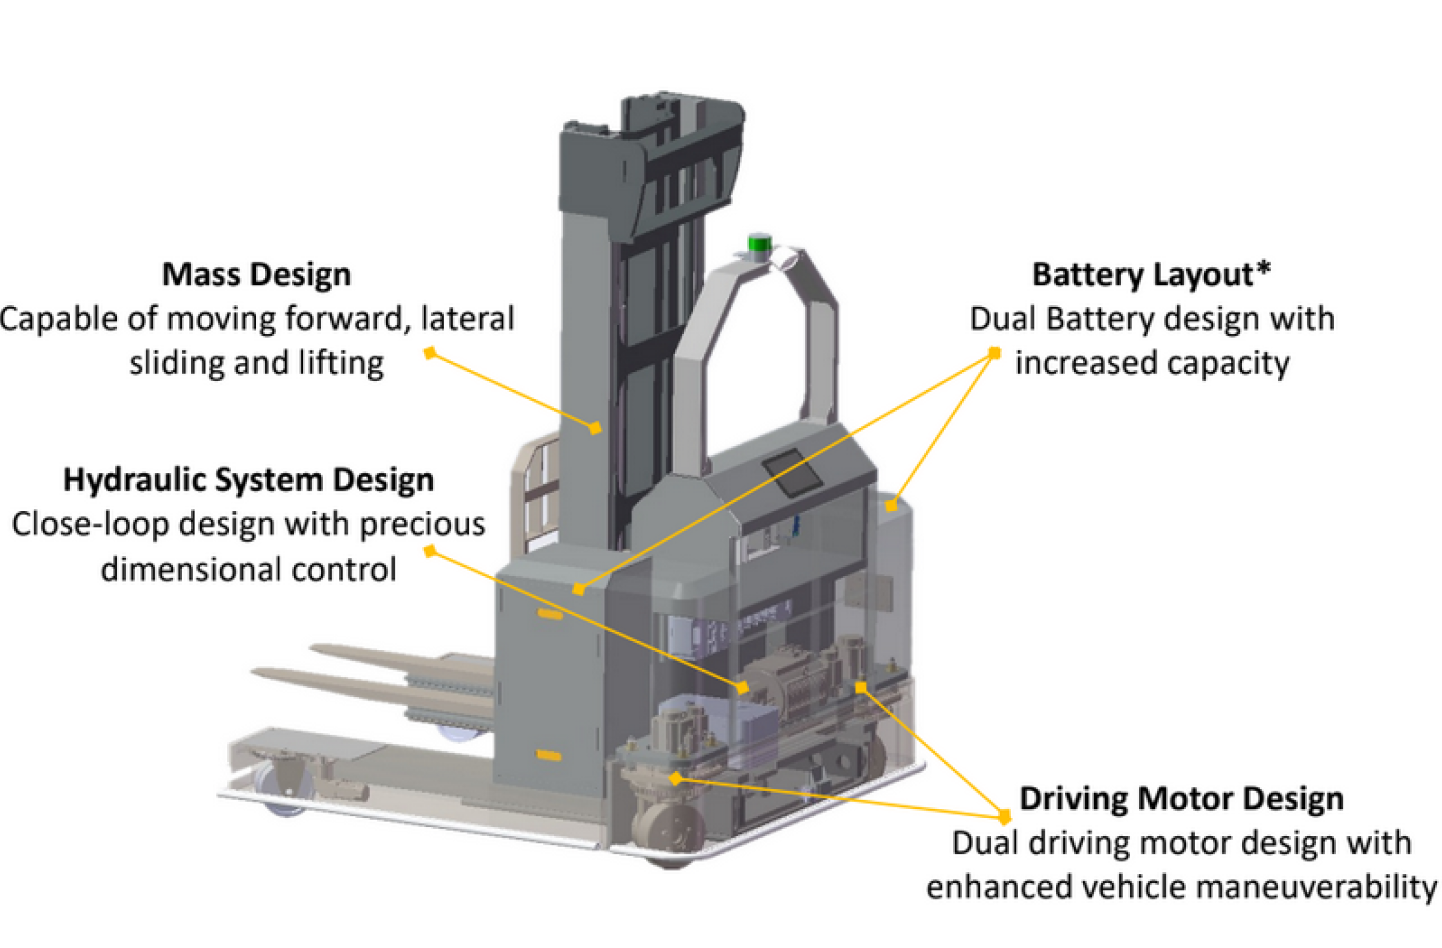 Mass Design
Capable of moving forward, lateral
sliding and lifting
Hydraulic System Design
Close-loop design with precious
dimensional control
Battery Layout*
Dual Battery design with
increased capacity
Driving Motor Design
Dual driving motor design with
enhanced vehicle maneuverability